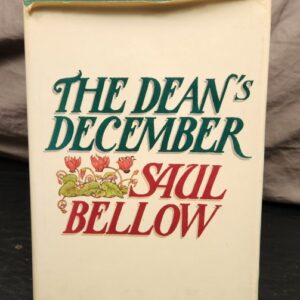 THE DEAN's
DECEMBER
SAUL
BELLOW